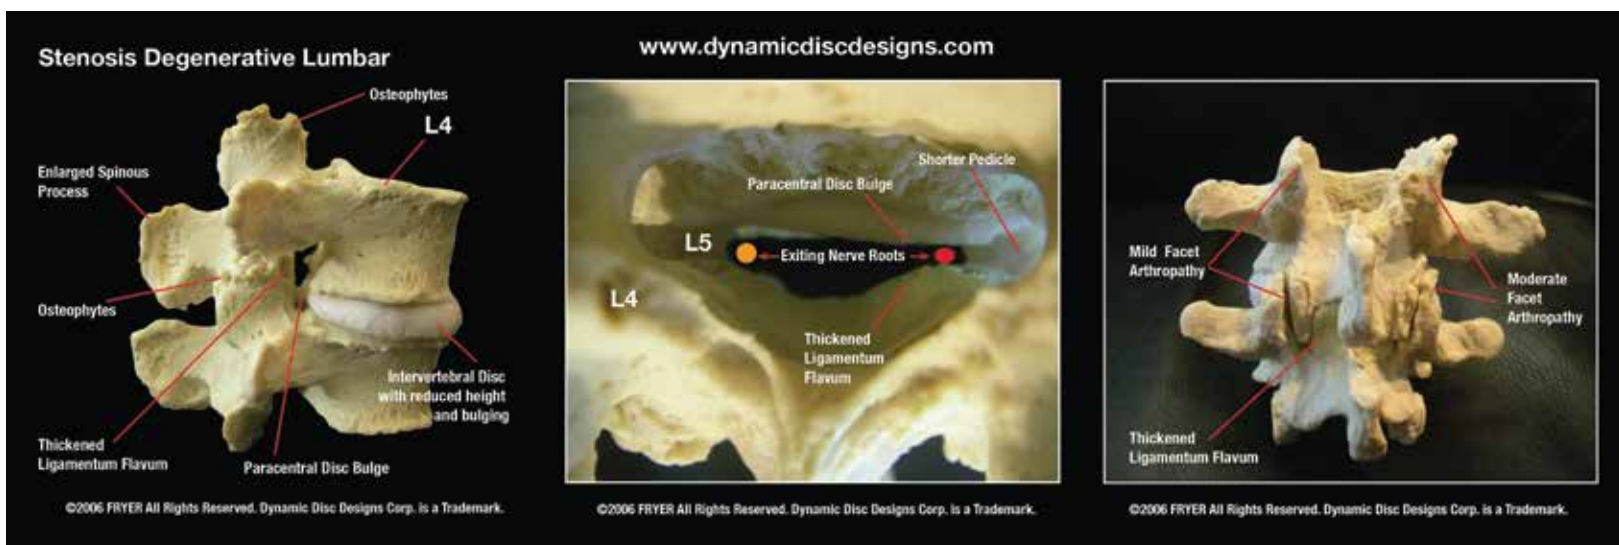 Stenosis Degenerative Lumbar
Osteophytes
L4
Enlarged Spinous
Process
Osteophytes
Intervertebral Disc
with reduced height
and bulging
Thickened
Ligamentum Flavum
Paracentral Disc Bulge
©2006 FRYER All Rights Reserved. Dynamic Disc Designs Corp. is a Trademark.
www.dynamicdiscdesigns.com
Shorter Pedicle
Paracentral Disc Bulge
L5
Exiting Nerve Roots
L4
Thickened
Ligamentum
Flavum
©2006 FRYER All Rights Reserved. Dynamic Disc Designs Corp. is a Trademark.
Mild Facet
Arthropathy
Moderate
Facet
Arthropathy
Thickened
Ligamentum Flavum
©2006 FRYER All Rights Reserved. Dynamic Disc Designs Corp. is a Trademark.